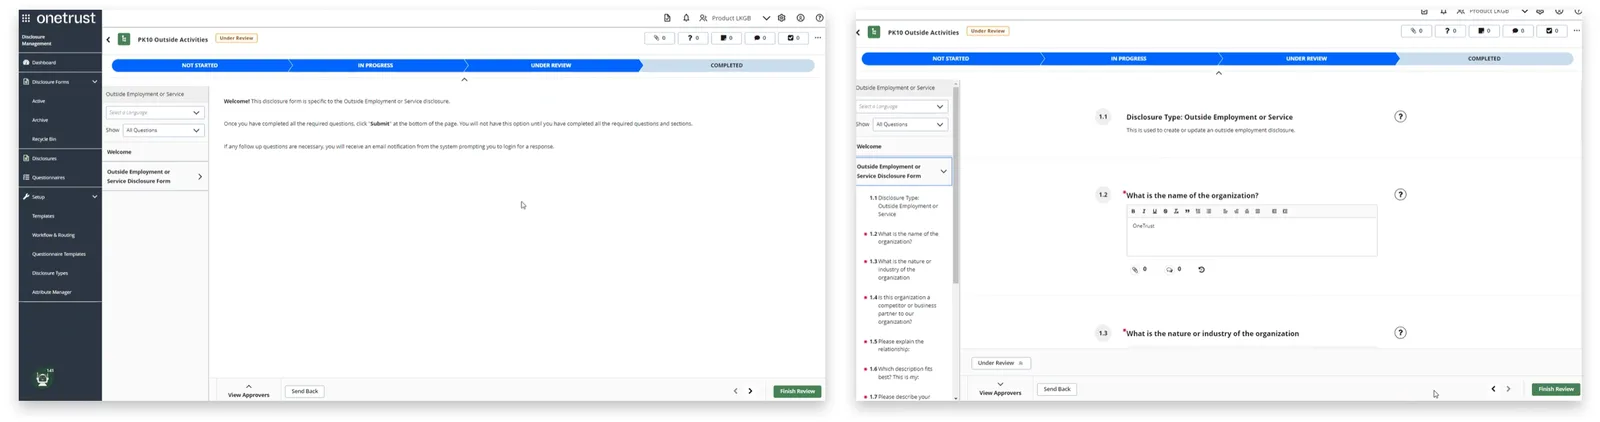 onetrust
Product LKGB
Disclosure
Management
Dashboard
Disclosure Forms
Active
Archive
Recycle Bin
Disclosures
Questionnaires
Setup
Templates
Workflow & Routing
Questionnaire Templates
Disclosure Types
Attribute Manager
PK10 Outside Activities
Under Review
0
? 0
0
0
0
NOT STARTED
IN PROGRESS
UNDER REVIEW
COMPLETED
Outside Employment or Service
Select a Language
Show All Questions
Welcome
Outside Employment or
Service Disclosure Form
Welcome! This disclosure form is specific to the Outside Employment or Service disclosure.
Once you have completed all the required questions, click "Submit" at the bottom of the page. You will not have this option until you have completed all the required questions and sections.
If any follow up questions are necessary, you will receive an email notification from the system prompting you to login for a response.
View Approvers
Send Back
Finish Review
Product LKGB
PK10 Outside Activities
Under Review
0
? 0
0
0
0
NOT STARTED
IN PROGRESS
UNDER REVIEW
COMPLETED
Outside Employment or Service
Select a Language
Show All Questions
Welcome
Outside Employment or
Service Disclosure Form
1.1 Disclosure Type:
Outside Employment or
Service
1.2 What is the name of the
organization?
1.3 What is the nature or
industry of the
organization
1.4 Is this organization a
competitor or business
partner to our
organization?
1.5 Please explain the
relationship:
1.6 Which description fits
best? This is my:
1.7 Please describe your
1.1
Disclosure Type: Outside Employment or Service
?
This is used to create or update an outside employment disclosure.
1.2
*What is the name of the organization?
?
B I U S
OneTrust
0
0
1.3
*What is the nature or industry of the organization
?
Under Review
View Approvers
Send Back
Finish Review